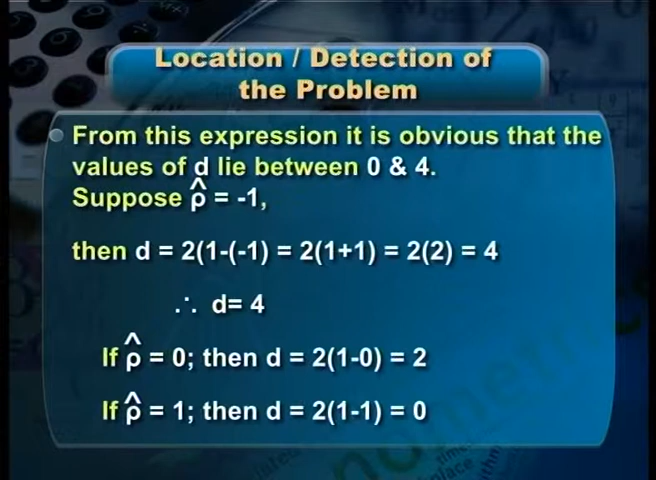 Location / Detection of
the Problem
From this expression it is obvious that the
values of d lie between 0 & 4.
Suppose ρ̂ = -1,
then d = 2(1-(-1) = 2(1+1) = 2(2) = 4
∴ d= 4
If ρ̂ = 0; then d = 2(1-0) = 2
If ρ̂ = 1; then d = 2(1-1) = 0